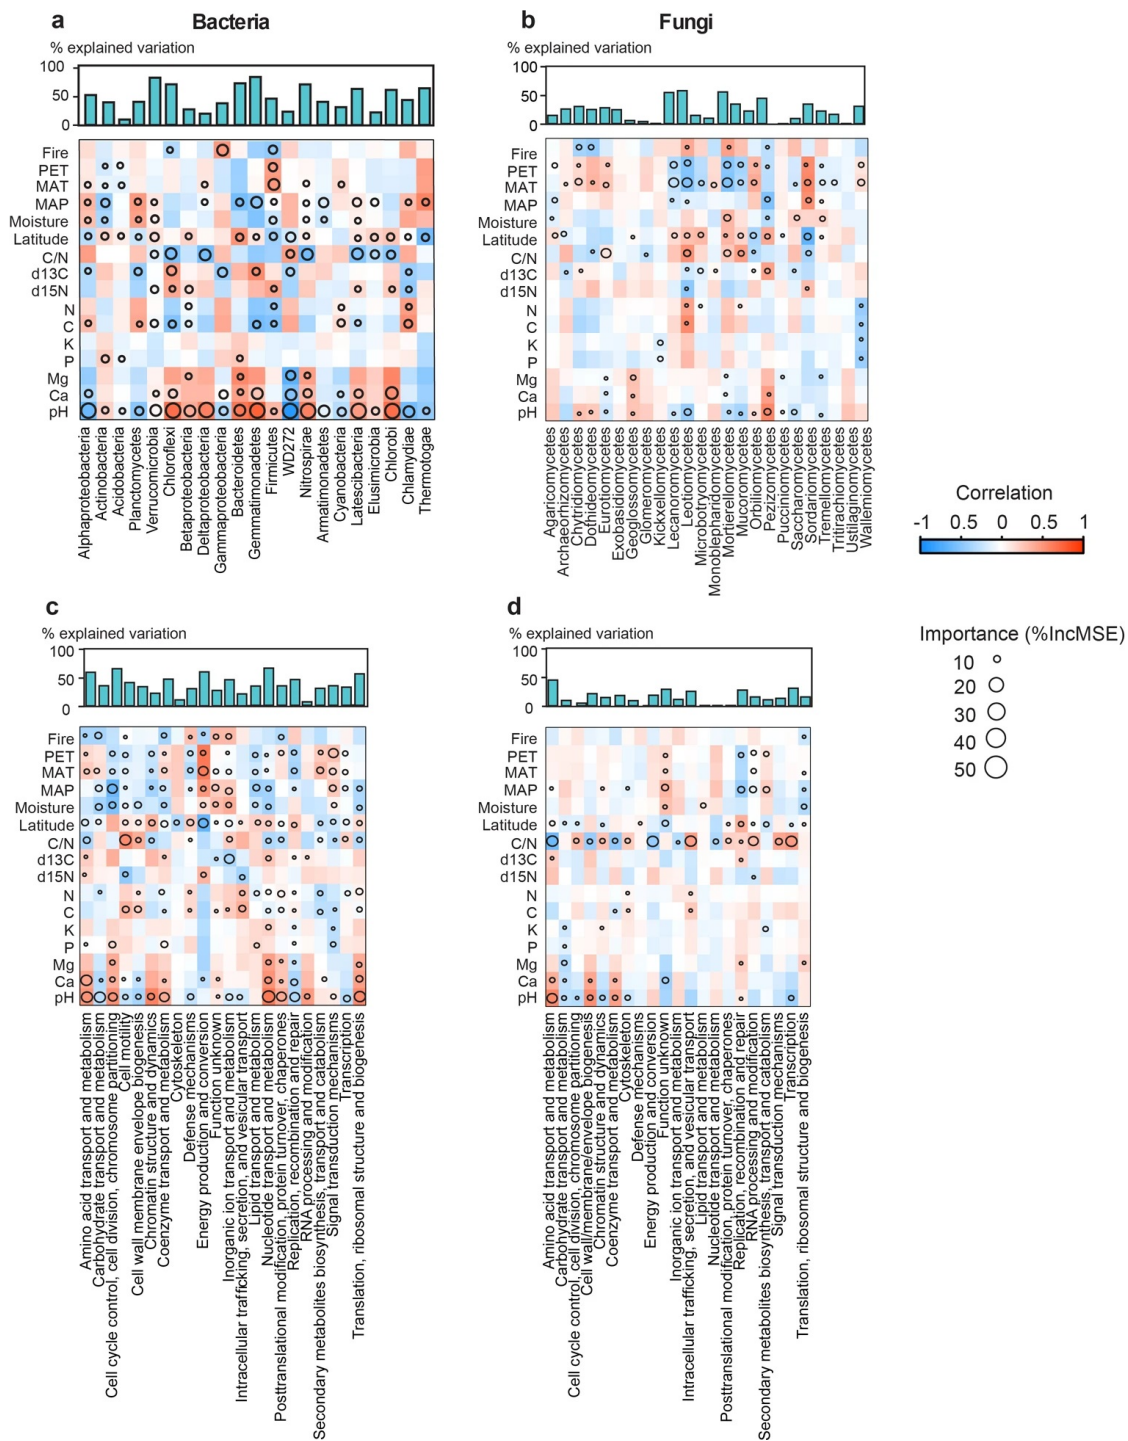 a
Bacteria
% explained variation
100
50
0
Fire
PET
MAT
MAP
Moisture
Latitude
C/N
d13C
d15N
N
C
K
P
Mg
Ca
pH
Alphaproteobacteria
Actinobacteria
Acidobacteria
Planctomycetes
Verrucomicrobia
Chloroflexi
Betaproteobacteria
Deltaproteobacteria
Gammaproteobacteria
Bacteroidetes
Gemmatimonadetes
Firmicutes
WD272
Nitrospirae
Armatimonadetes
Cyanobacteria
Latescibacteria
Elusimicrobia
Chlorobi
Chlamydiae
Thermotogae
b
Fungi
% explained variation
100
50
0
Fire
PET
MAT
MAP
Moisture
Latitude
C/N
d13C
d15N
N
C
K
P
Mg
Ca
pH
Agaricomycetes
Archaeorhizomycetes
Chytridiomycetes
Dothideomycetes
Eurotiomycetes
Exobasidiomycetes
Geoglossomycetes
Glomeromycetes
Kickxellomycetes
Lecanoromycetes
Leotiomycetes
Microbotryomycetes
Monoblepharidomycetes
Mortierellomycetes
Mucoromycetes
Orbiliomycetes
Pezizomycetes
Pucciniomycetes
Saccharomycetes
Sordariomycetes
Tremellomycetes
Tritirachiomycetes
Ustilaginomycetes
Wallemiomycetes
Correlation
-1 0.5 0 0.5 1
Importance (%IncMSE)
10
20
30
40
50
c
% explained variation
100
50
0
Fire
PET
MAT
MAP
Moisture
Latitude
C/N
d13C
d15N
N
C
K
P
Mg
Ca
pH
Amino acid transport and metabolism
Carbohydrate transport and metabolism
Cell cycle control, cell division, chromosome partitioning
Cell motility
Cell wall membrane envelope biogenesis
Chromatin structure and dynamics
Coenzyme transport and metabolism
Cytoskeleton
Defense mechanisms
Energy production and conversion
Function unknown
Inorganic ion transport and metabolism
Intracellular trafficking, secretion, and vesicular transport
Lipid transport and metabolism
Nucleotide transport and metabolism
Posttranslational modification, protein turnover, chaperones
Replication, recombination and repair
RNA processing and modification
Secondary metabolites biosynthesis, transport and catabolism
Signal transduction mechanisms
Transcription
Translation, ribosomal structure and biogenesis
d
% explained variation
100
50
0
Fire
PET
MAT
MAP
Moisture
Latitude
C/N
d13C
d15N
N
C
K
P
Mg
Ca
pH
Amino acid transport and metabolism
Carbohydrate transport and metabolism
Cell cycle control, cell division, chromosome partitioning
Cell wall/membrane/envelope biogenesis
Chromatin structure and dynamics
Coenzyme transport and metabolism
Cytoskeleton
Defense mechanisms
Energy production and conversion
Function unknown
Inorganic ion transport and metabolism
Intracellular trafficking, secretion, and vesicular transport
Lipid transport and metabolism
Nucleotide transport and metabolism
Posttranslational modification, protein turnover, chaperones
Replication, recombination and repair
RNA processing and modification
Secondary metabolites biosynthesis, transport and catabolism
Signal transduction mechanisms
Transcription
Translation, ribosomal structure and biogenesis